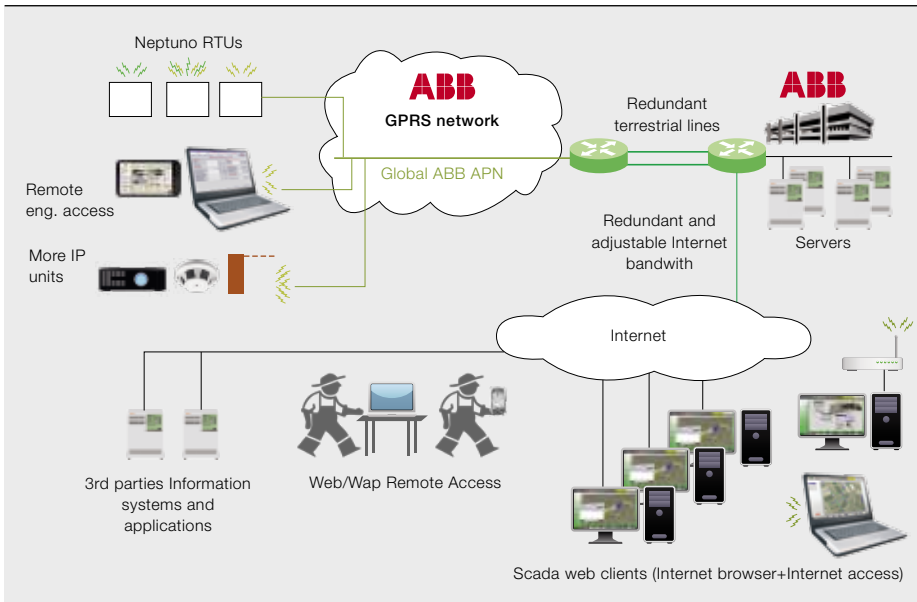 Neptuno RTUs
ABB
GPRS network
Global ABB APN
Redundant
terrestrial lines
ABB
Remote
eng. access
More IP
units
Redundant and
adjustable Internet
bandwith
Servers
Internet
3rd parties Information
systems and
applications
Web/Wap Remote Access
Scada web clients (Internet browser+Internet access)